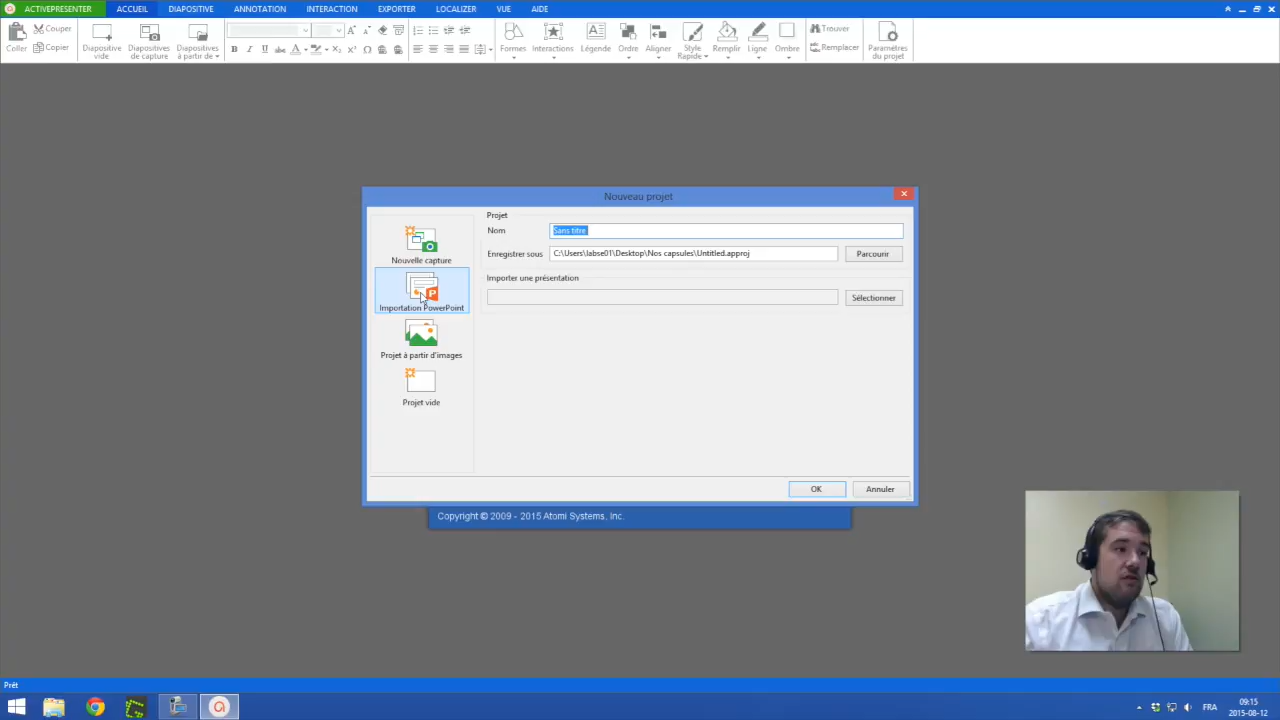 ACTIVEPRESENTER ACCUEIL DIAPOSITIVE ANNOTATION INTERACTION EXPORTER LOCALIZER VUE AIDE
Coller
Couper
Copier
Diapositive vide
Diapositives de capture
Diapositives à partir de
Formes
Interactions
Légende
Ordre
Aligner
Style Rapide
Remplir
Ligne
Ombre
Trouver
Remplacer
Paramètres du projet
Nouveau projet
Nouvelle capture
Importation PowerPoint
Projet à partir d'images
Projet vide
Projet
Nom Sans titre
Enregistrer sous C:\Users\labse01\Desktop\Nos capsules\Untitled.approj Parcourir
Importer une présentation
Sélectionner
OK Annuler
Copyright © 2009 - 2015 Atomi Systems, Inc.
Prêt
FRA
09:15
2015-08-12